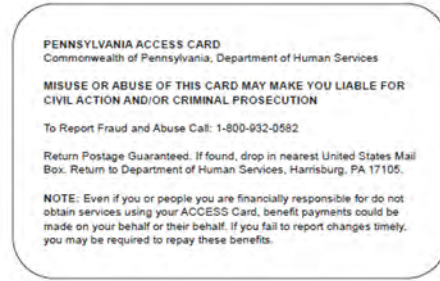 PENNSYLVANIA ACCESS CARD
Commonwealth of Pennsylvania, Department of Human Services
MISUSE OR ABUSE OF THIS CARD MAY MAKE YOU LIABLE FOR
CIVIL ACTION AND/OR CRIMINAL PROSECUTION
To Report Fraud and Abuse Call: 1-800-932-0582
Return Postage Guaranteed. If found, drop in nearest United States Mail
Box. Return to Department of Human Services, Harrisburg, PA 17105.
NOTE: Even if you or people you are financially responsible for do not
obtain services using your ACCESS Card, benefit payments could be
made on your behalf or their behalf. If you fail to report changes timely,
you may be required to repay these benefits.